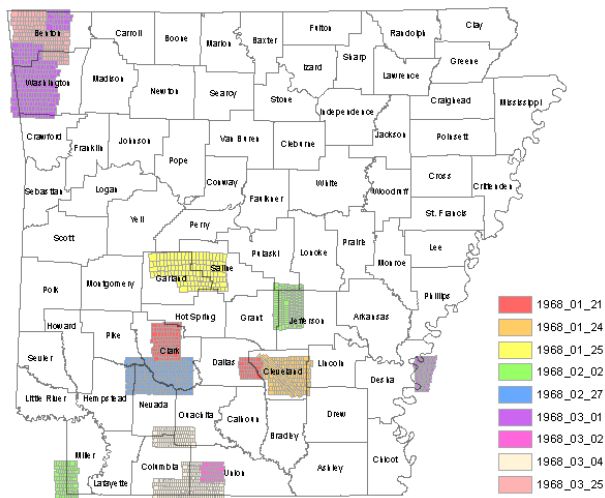 Benton
Carroll
Boone
Marion
Baxter
Fulton
Randolph
Clay
Sharp
Izard
Lawrence
Greene
Washington
Madison
Newton
Searcy
Stone
Independence
Craighead
Mississippi
Jackson
Poinsett
Crawford
Franklin
Johnson
Van Buren
Cleburne
Pope
Cross
Crittenden
Sebastian
Logan
Conway
Faulkner
White
Woodruff
St. Francis
Yell
Perry
Scott
Pulaski
Lonoke
Prairie
Monroe
Lee
Saline
Garland
Phillips
Polk
Montgomery
Hot Spring
Grant
Jefferson
Arkansas
Howard
Pike
Clark
Dallas
Cleveland
Lincoln
Desha
Sevier
Little River
Hempstead
Nevada
Ouachita
Calhoun
Bradley
Drew
Miller
Lafayette
Columbia
Union
Ashley
Chicot
1968_01_21
1968_01_24
1968_01_25
1968_02_02
1968_02_27
1968_03_01
1968_03_02
1968_03_04
1968_03_25